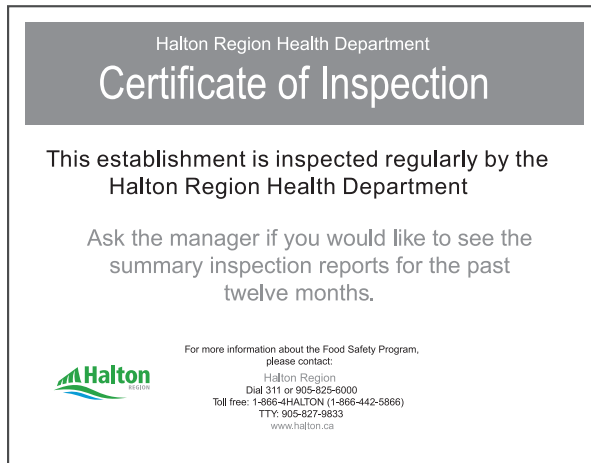 Halton Region Health Department
Certificate of Inspection
This establishment is inspected regularly by the
Halton Region Health Department
Ask the manager if you would like to see the
summary inspection reports for the past
twelve months.
For more information about the Food Safety Program,
please contact:
Halton Region
Dial 311 or 905-825-6000
Toll free: 1-866-4HALTON (1-866-442-5866)
TTY: 905-827-9833
www.halton.ca
Halton
REGION